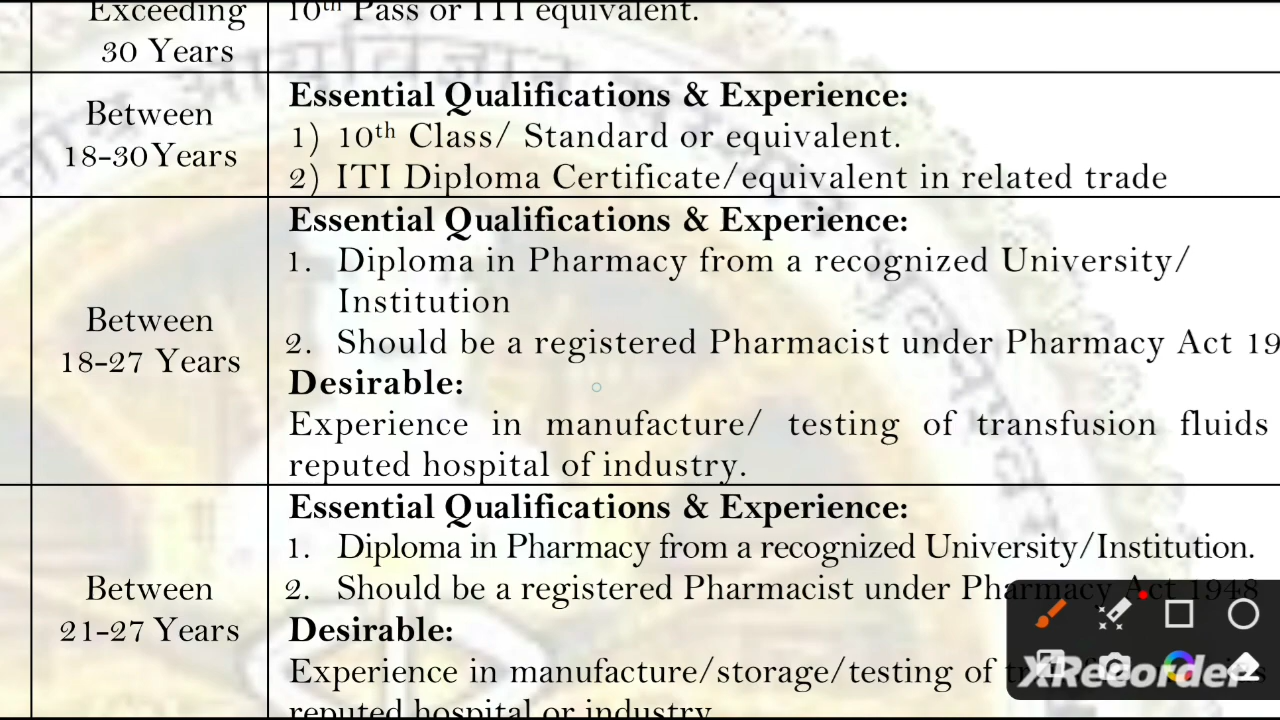 Exceeding
30 Years
10th Pass or ITI equivalent.
Between
18-30Years
Essential Qualifications & Experience:
1) 10th Class/ Standard or equivalent.
2) ITI Diploma Certificate/equivalent in related trade
Between
18-27 Years
Essential Qualifications & Experience:
1. Diploma in Pharmacy from a recognized University/
Institution
2. Should be a registered Pharmacist under Pharmacy Act 19
Desirable:
Experience in manufacture/ testing of transfusion fluids
reputed hospital of industry.
Between
21-27 Years
Essential Qualifications & Experience:
1. Diploma in Pharmacy from a recognized University/Institution.
2. Should be a registered Pharmacist under Pharmacy Act 1948
Desirable:
Experience in manufacture/storage/testing of
reputed hospital or industry
XRecorder